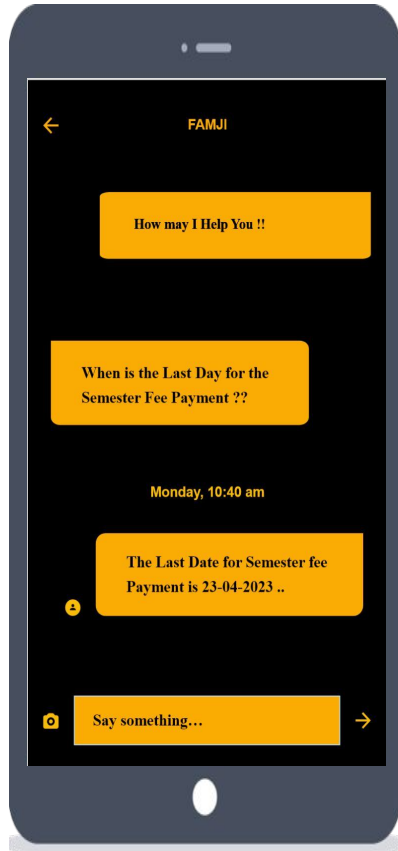 FAMJI
How may I Help You !!
When is the Last Day for the
Semester Fee Payment ??
Monday, 10:40 am
The Last Date for Semester fee
Payment is 23-04-2023 ..
Say something...